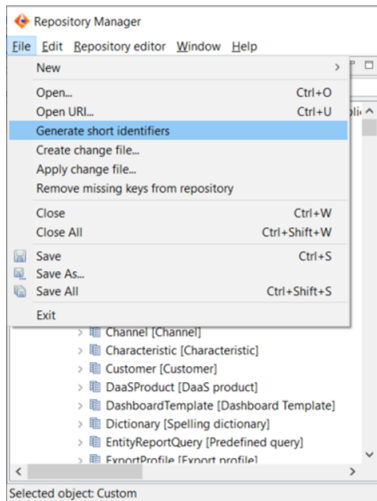 Repository Manager
File Edit Repository editor Window Help
New
Open... Ctrl+O
Open URI... Ctrl+U
Generate short identifiers
Create change file...
Apply change file...
Remove missing keys from repository
Close Ctrl+W
Close All Ctrl+Shift+W
Save Ctrl+S
Save As...
Save All Ctrl+Shift+S
Exit
Channel [Channel]
Characteristic [Characteristic]
Customer [Customer]
DaaSProduct [DaaS product]
DashboardTemplate [Dashboard Template]
Dictionary [Spelling dictionary]
EntityReportQuery [Predefined query]
ExportProfile [Export profile]
Selected object: Custom